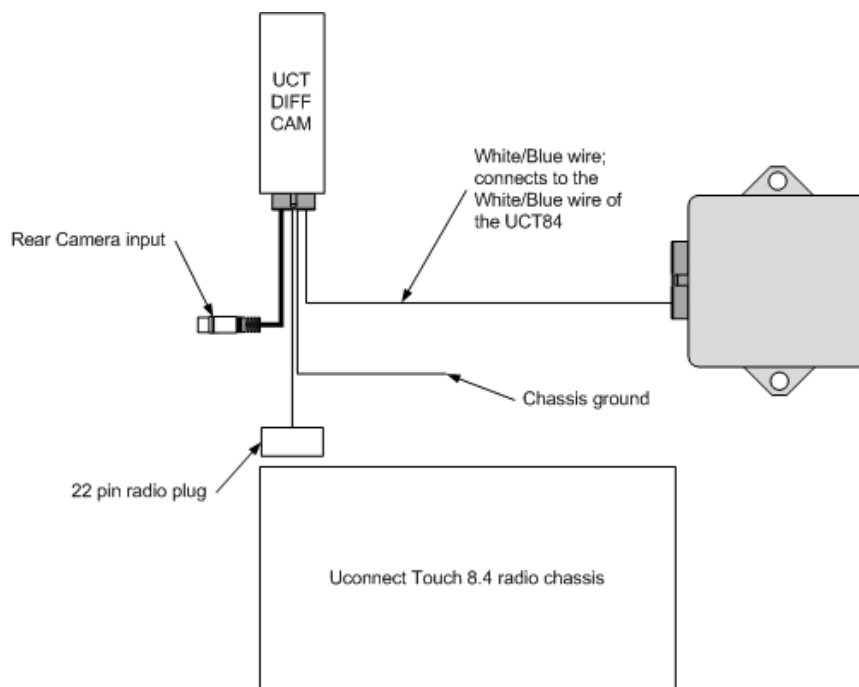 UCT
DIFF
CAM
White/Blue wire;
connects to the
White/Blue wire of
the UCT84
Rear Camera input
Chassis ground
22 pin radio plug
Uconnect Touch 8.4 radio chassis